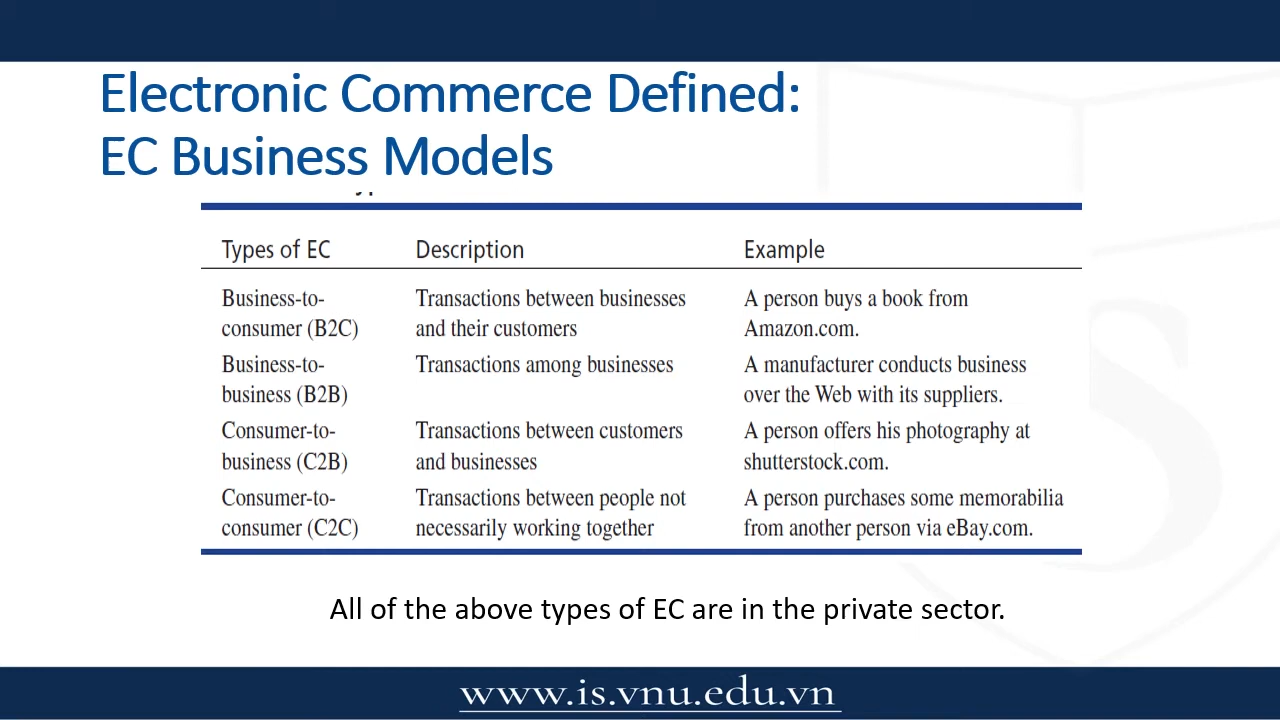 Electronic Commerce Defined:
EC Business Models
Types of EC Description Example
Business-to- Transactions between businesses A person buys a book from
consumer (B2C) and their customers Amazon.com.
Business-to- Transactions among businesses A manufacturer conducts business
business (B2B) over the Web with its suppliers.
Consumer-to- Transactions between customers A person offers his photography at
business (C2B) and businesses shutterstock.com.
Consumer-to- Transactions between people not A person purchases some memorabilia
consumer (C2C) necessarily working together from another person via eBay.com.
All of the above types of EC are in the private sector.
www.is.vnu.edu.vn